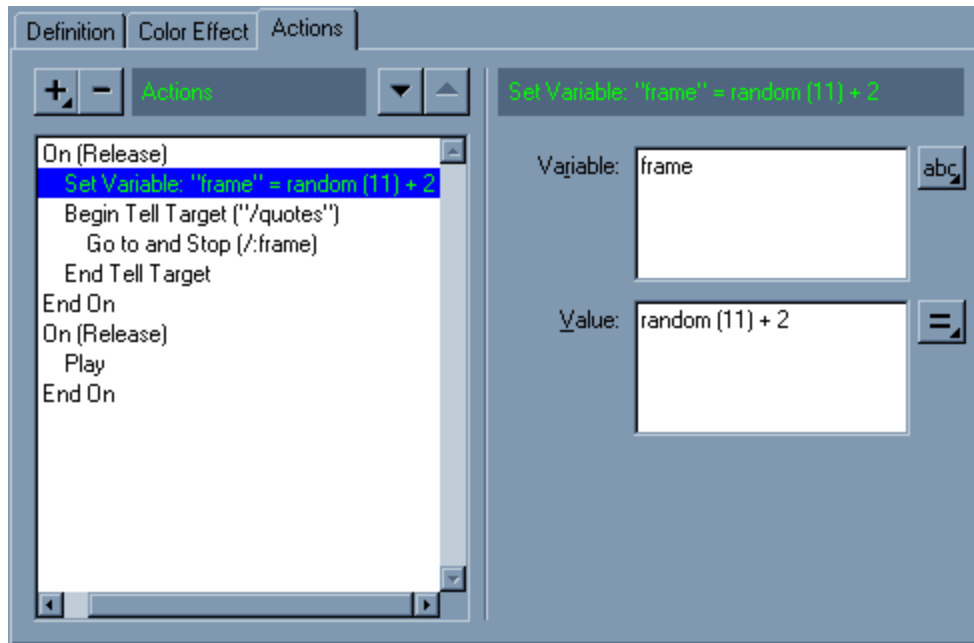 Definition Color Effect Actions
+ - Actions
Set Variable: "frame" = random (11) + 2
On (Release)
Set Variable: "frame" = random (11) + 2
Begin Tell Target ("/quotes")
Go to and Stop (/:frame)
End Tell Target
End On
On (Release)
Play
End On
Variable: frame abc
Value: random (11) + 2 =